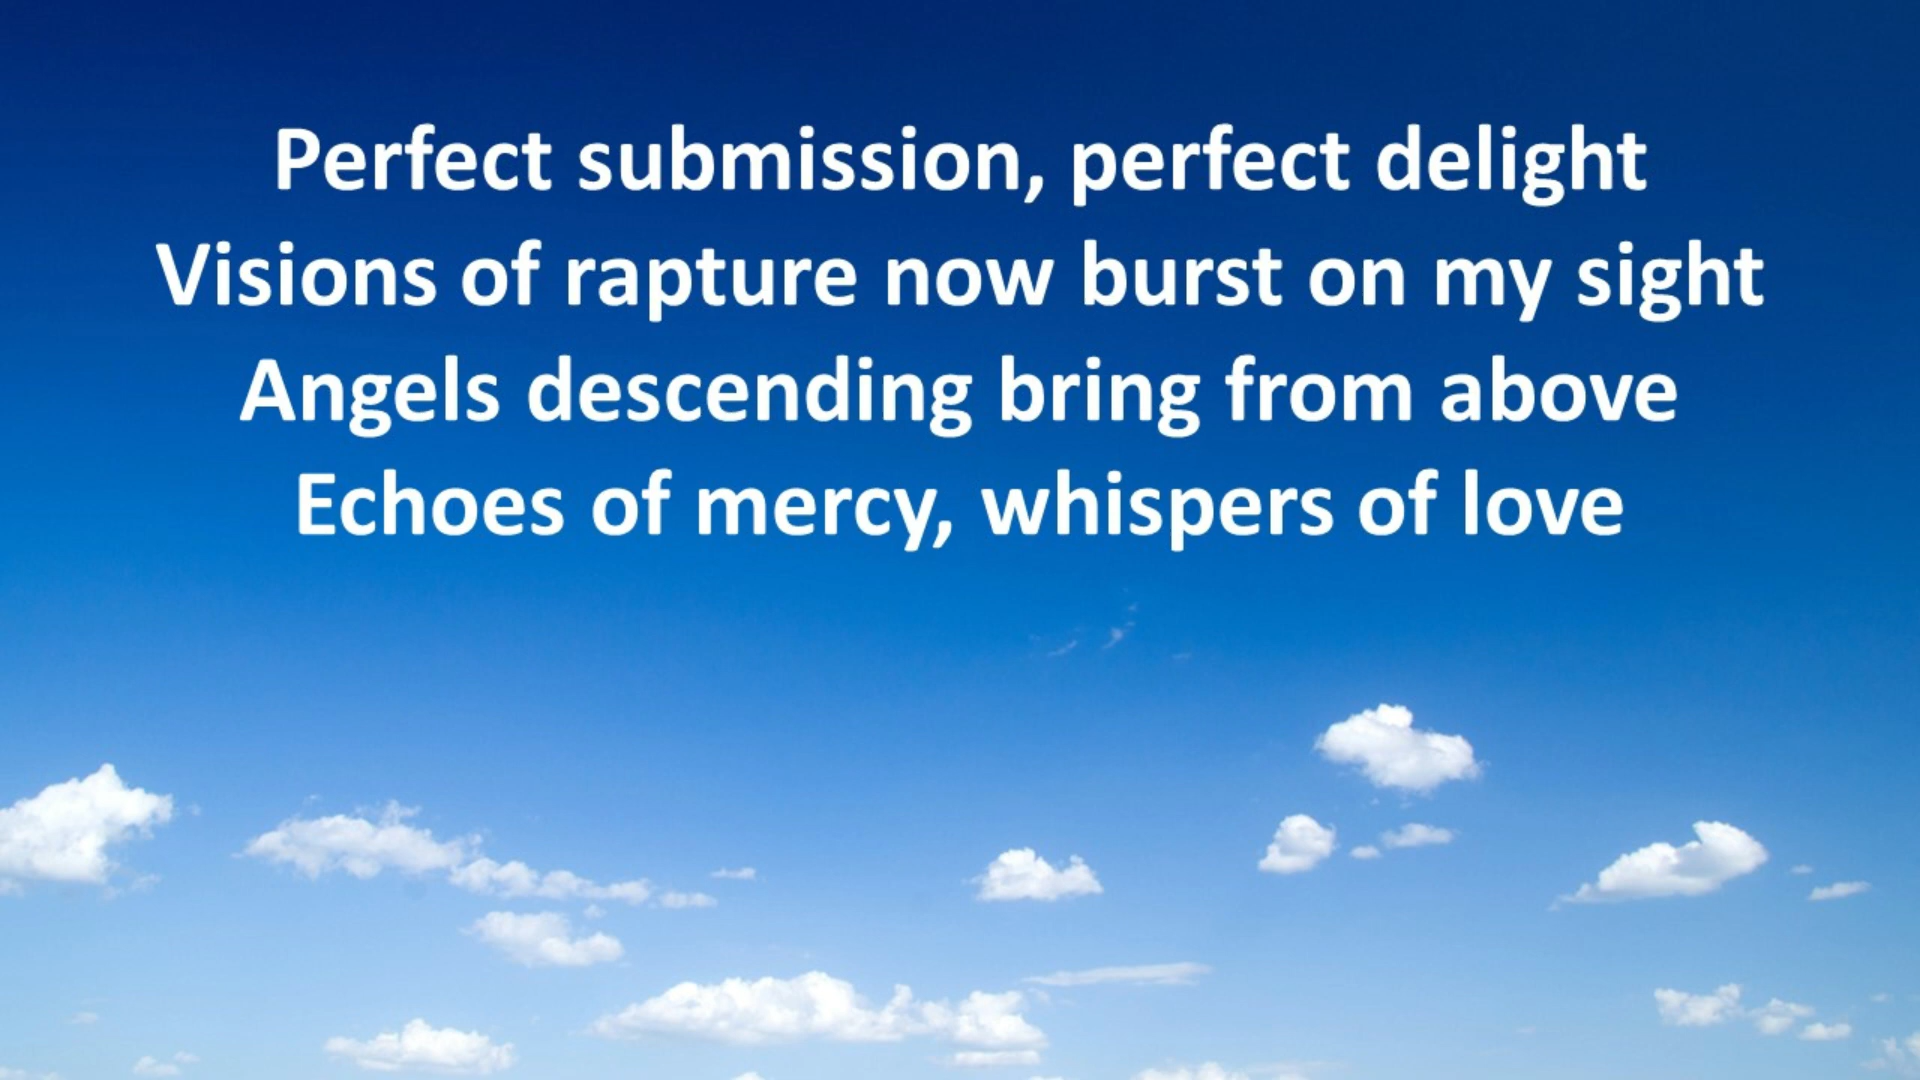 Perfect submission, perfect delight
Visions of rapture now burst on my sight
Angels descending bring from above
Echoes of mercy, whispers of love